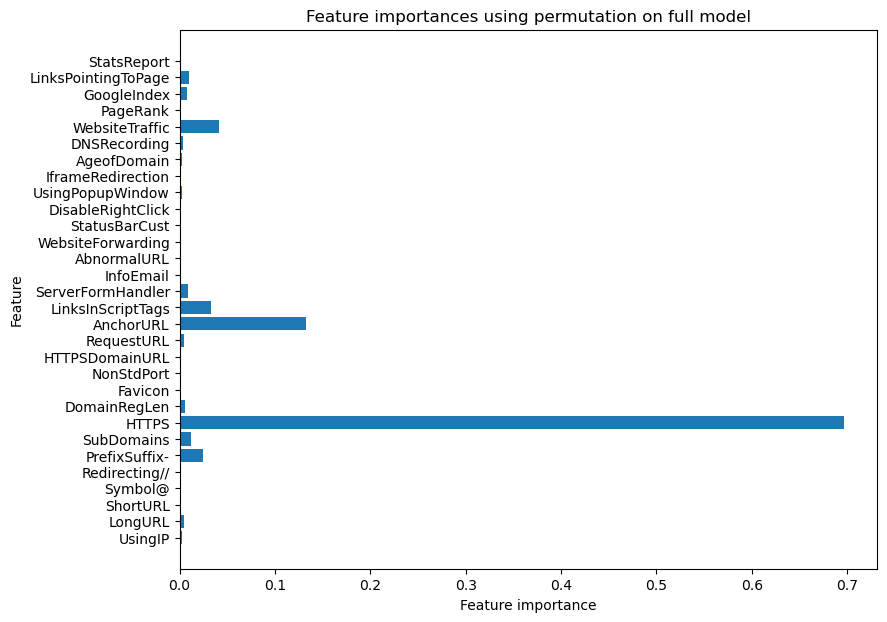 Feature importances using permutation on full model
StatsReport
LinksPointingToPage
GoogleIndex
PageRank
WebsiteTraffic
DNSRecording
AgeofDomain
IframeRedirection
UsingPopupWindow
DisableRightClick
StatusBarCust
WebsiteForwarding
AbnormalURL
InfoEmail
ServerFormHandler
LinksInScriptTags
AnchorURL
RequestURL
HTTPSDomainURL
NonStdPort
Favicon
DomainRegLen
HTTPS
SubDomains
PrefixSuffix-
Redirecting//
Symbol@
ShortURL
LongURL
UsingIP
Feature
0.0 0.1 0.2 0.3 0.4 0.5 0.6 0.7
Feature importance